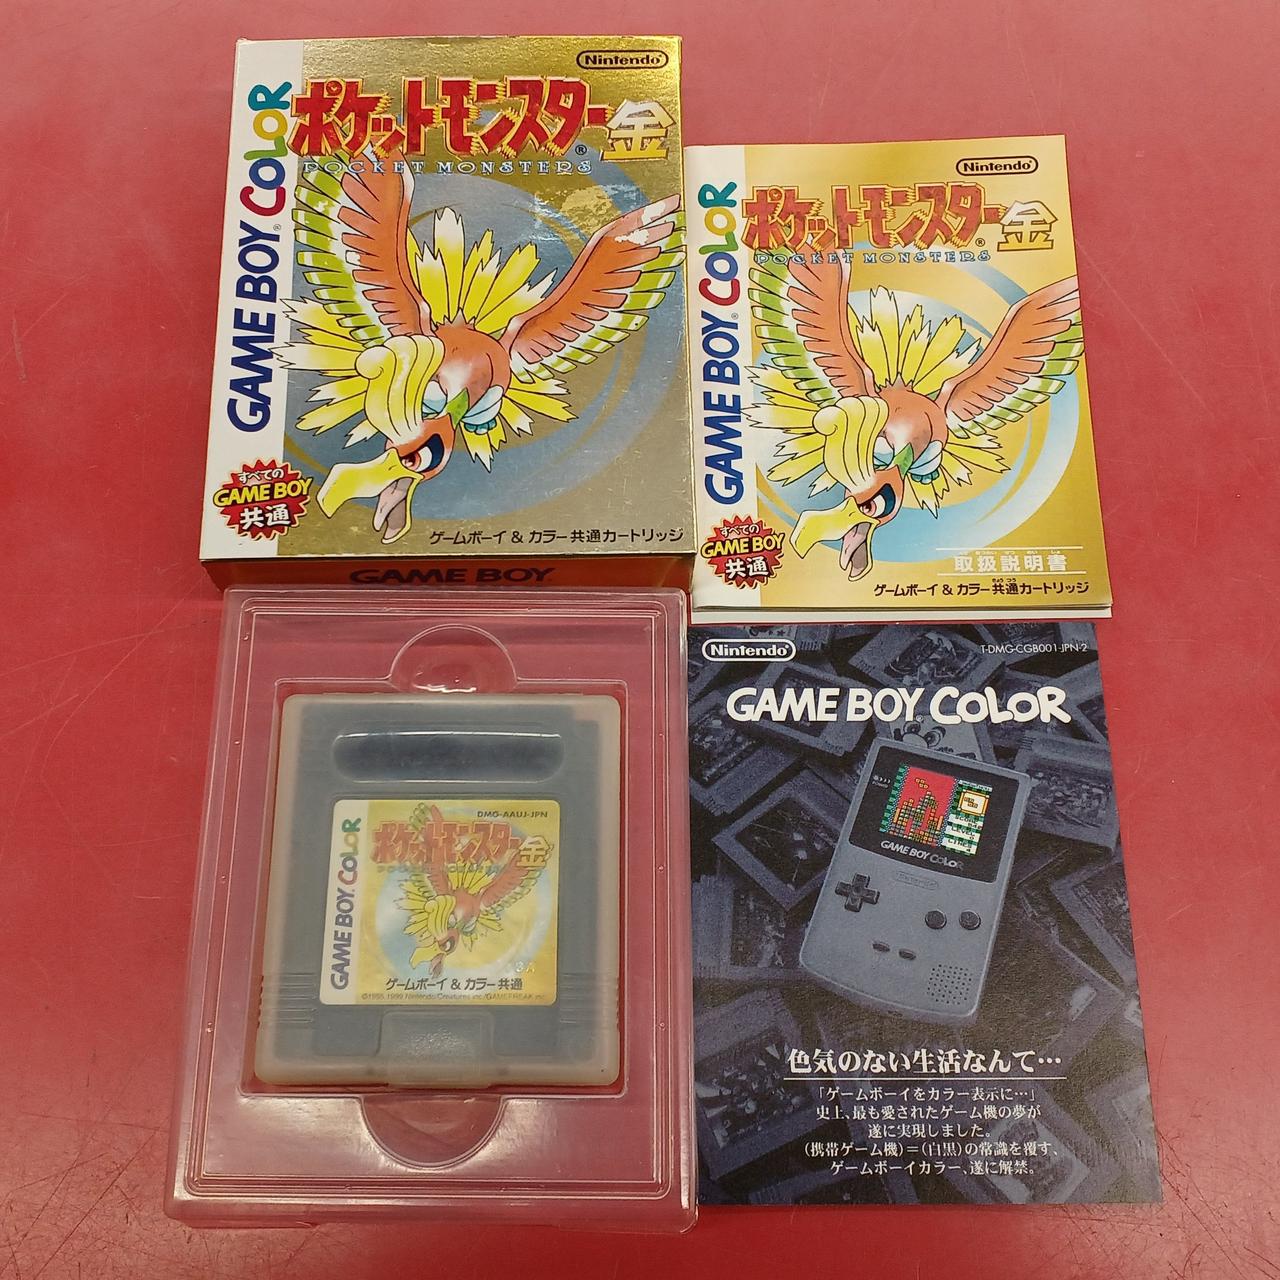 Nintendo
ポケットモンスター金
POCKET MONSTERS
GAME BOY COLOR
すべての
GAME BOY
共通
ゲームボーイ & カラー 共通カートリッジ
GAME BOY
Nintendo
ポケットモンスター金
POCKET MONSTERS
GAME BOY COLOR
すべての
GAME BOY
共通
取扱説明書
ゲームボーイ & カラー 共通カートリッジ
DMG-AAUJ-JPN
ポケットモンスター金
POCKET MONSTERS
GAME BOY COLOR
ゲームボーイ & カラー 共通
©1995,1999 Nintendo/Creatures inc./GAMEFREAK inc.
Nintendo
T-DMG-CGB001-JPN-2
GAME BOY COLOR
GAME BOY COLOR
Nintendo
色気のない生活なんて…
「ゲームボーイをカラー表示に…」
史上、最も愛されたゲーム機の夢が
遂に実現しました。
(携帯ゲーム機)=(白黒)の常識を覆す、
ゲームボーイカラー、遂に解禁。